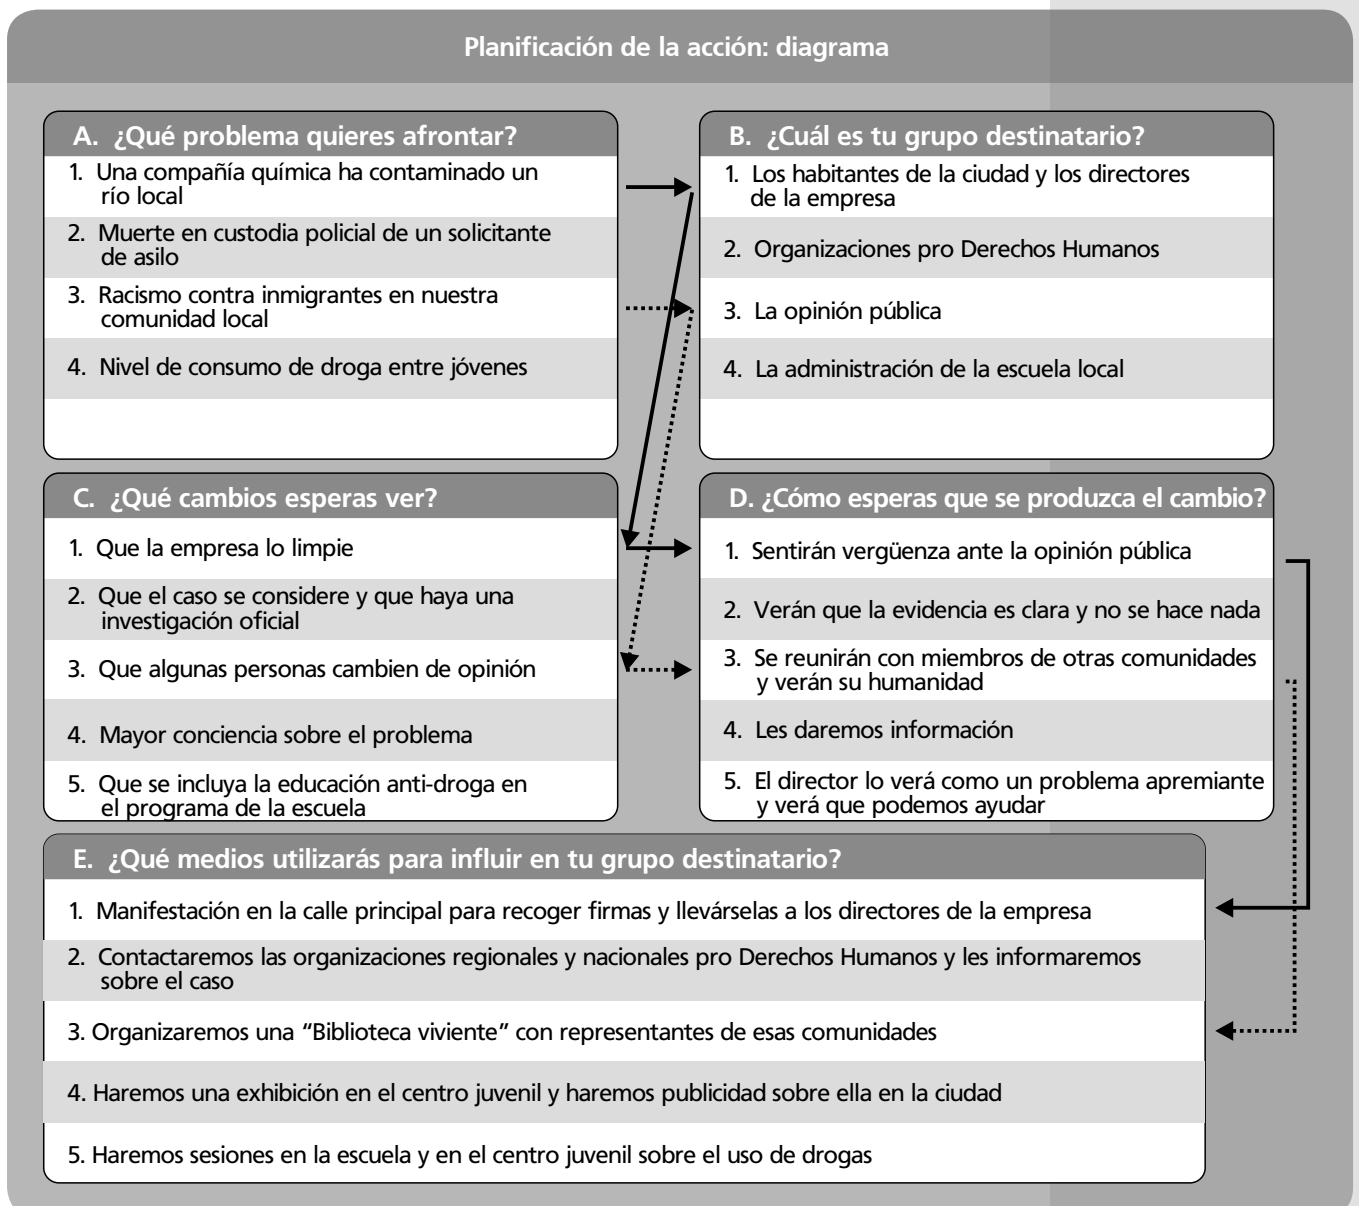 Planificación de la acción: diagrama
A. ¿Qué problema quieres afrontar?
1. Una compañía química ha contaminado un
río local
2. Muerte en custodia policial de un solicitante
de asilo
3. Racismo contra inmigrantes en nuestra
comunidad local
4. Nivel de consumo de droga entre jóvenes
B. ¿Cuál es tu grupo destinatario?
1. Los habitantes de la ciudad y los directores
de la empresa
2. Organizaciones pro Derechos Humanos
3. La opinión pública
4. La administración de la escuela local
C. ¿Qué cambios esperas ver?
1. Que la empresa lo limpie
2. Que el caso se considere y que haya una
investigación oficial
3. Que algunas personas cambien de opinión
4. Mayor conciencia sobre el problema
5. Que se incluya la educación anti-droga en
el programa de la escuela
D. ¿Cómo esperas que se produzca el cambio?
1. Sentirán vergüenza ante la opinión pública
2. Verán que la evidencia es clara y no se hace nada
3. Se reunirán con miembros de otras comunidades
y verán su humanidad
4. Les daremos información
5. El director lo verá como un problema apremiante
y verá que podemos ayudar
E. ¿Qué medios utilizarás para influir en tu grupo destinatario?
1. Manifestación en la calle principal para recoger firmas y llevárselas a los directores de la empresa
2. Contactaremos las organizaciones regionales y nacionales pro Derechos Humanos y les informaremos
sobre el caso
3. Organizaremos una “Biblioteca viviente” con representantes de esas comunidades
4. Haremos una exhibición en el centro juvenil y haremos publicidad sobre ella en la ciudad
5. Haremos sesiones en la escuela y en el centro juvenil sobre el uso de drogas